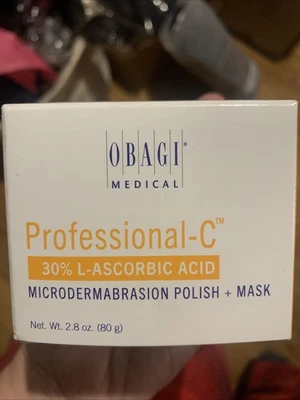 OBAGI®
MEDICAL
Professional-C™
30% L-ASCORBIC ACID
MICRODERMABRASION POLISH + MASK
Net. Wt. 2.8 oz. (80 g)